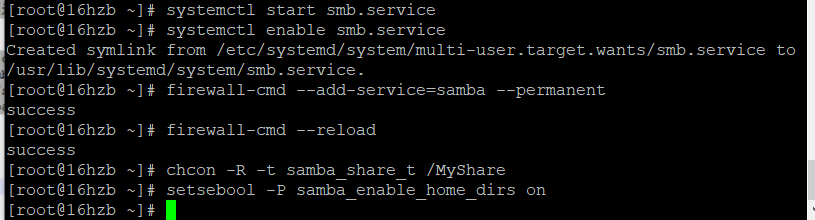 [root@16hzb ~]# systemctl start smb.service
[root@16hzb ~]# systemctl enable smb.service
Created symlink from /etc/systemd/system/multi-user.target.wants/smb.service to
/usr/lib/systemd/system/smb.service.
[root@16hzb ~]# firewall-cmd --add-service=samba --permanent
success
[root@16hzb ~]# firewall-cmd --reload
success
[root@16hzb ~]# chcon -R -t samba_share_t /MyShare
[root@16hzb ~]# setsebool -P samba_enable_home_dirs on
[root@16hzb ~]#